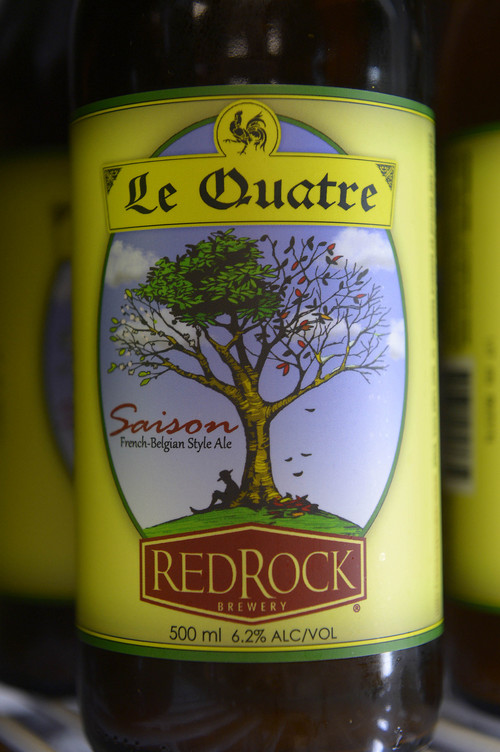 Le Quatre
Saison
French-Belgian Style Ale
REDROCK
BREWERY ®
500 ml 6.2% ALC/VOL